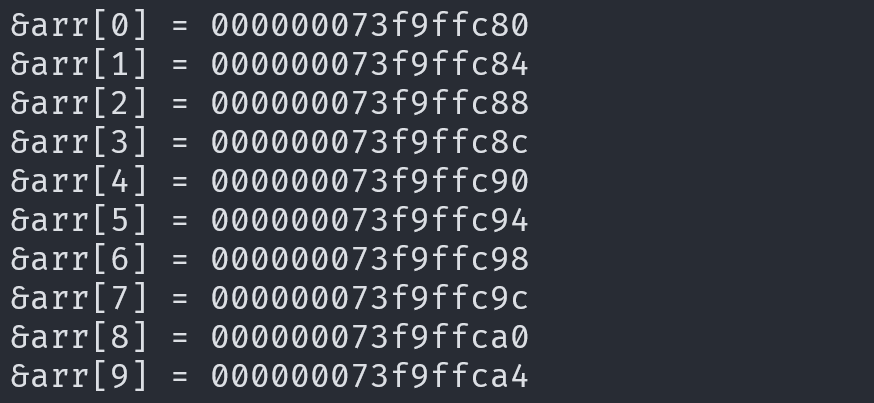 &arr[0] = 000000073f9ffc80
&arr[1] = 000000073f9ffc84
&arr[2] = 000000073f9ffc88
&arr[3] = 000000073f9ffc8c
&arr[4] = 000000073f9ffc90
&arr[5] = 000000073f9ffc94
&arr[6] = 000000073f9ffc98
&arr[7] = 000000073f9ffc9c
&arr[8] = 000000073f9ffca0
&arr[9] = 000000073f9ffca4